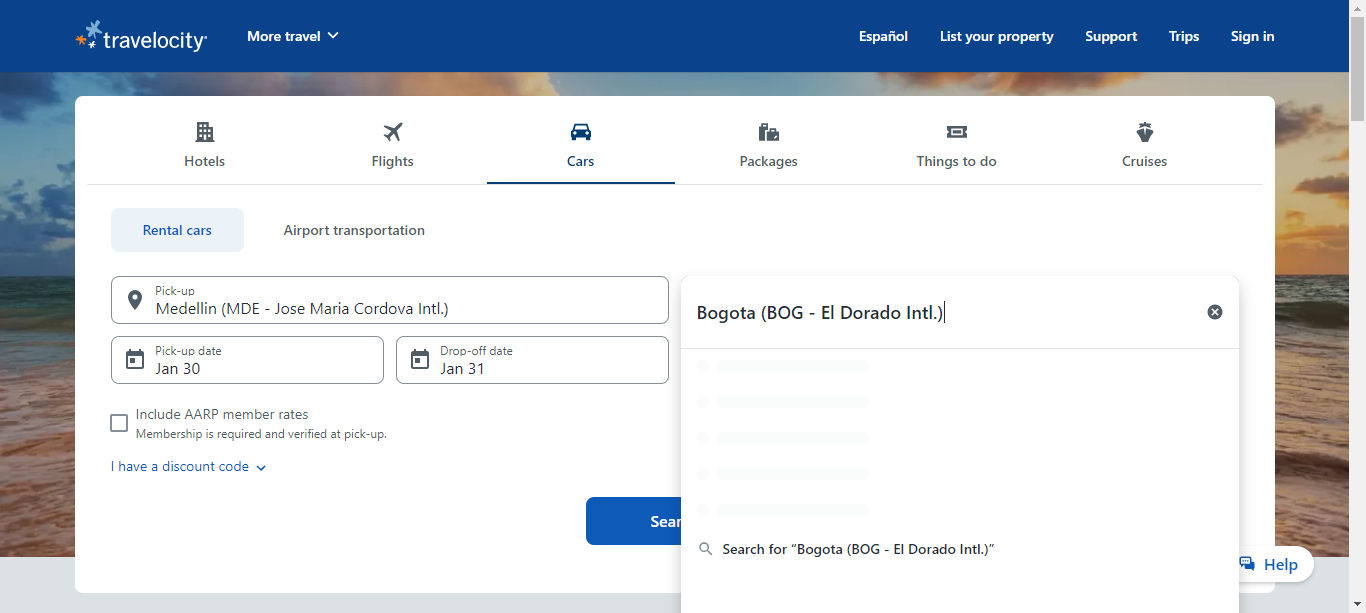 travelocity
More travel
Español
List your property
Support
Trips
Sign in
Hotels
Flights
Cars
Packages
Things to do
Cruises
Rental cars
Airport transportation
Pick-up
Medellin (MDE - Jose Maria Cordova Intl.)
Bogota (BOG - El Dorado Intl.)
Pick-up date
Jan 30
Drop-off date
Jan 31
Include AARP member rates
Membership is required and verified at pick-up.
I have a discount code
Search for “Bogota (BOG - El Dorado Intl.)”
Help